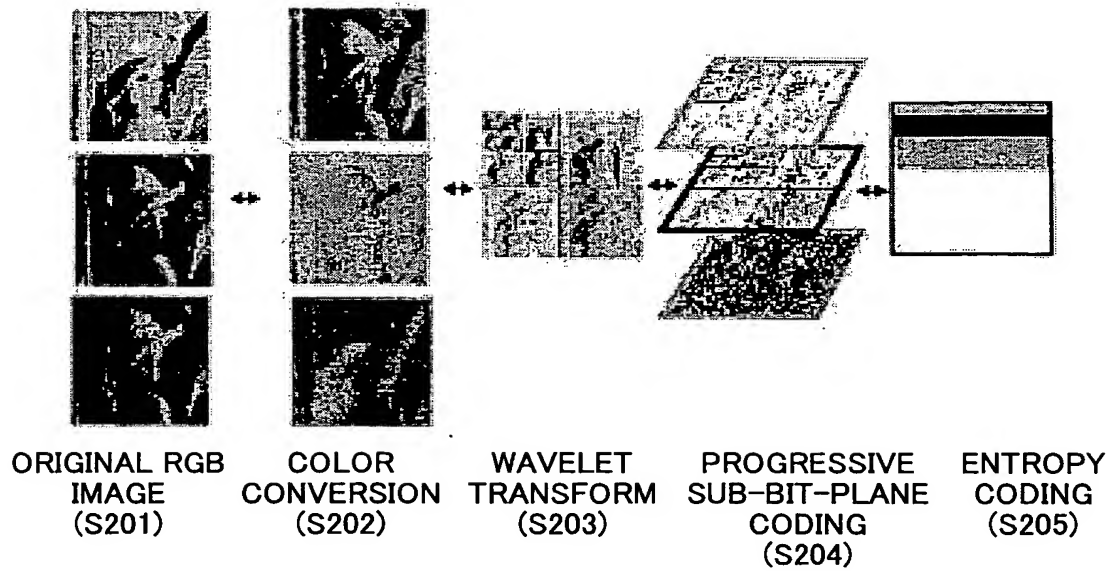 ORIGINAL RGB IMAGE (S201)
COLOR CONVERSION (S202)
WAVELET TRANSFORM (S203)
PROGRESSIVE SUB-BIT-PLANE CODING (S204)
ENTROPY CODING (S205)